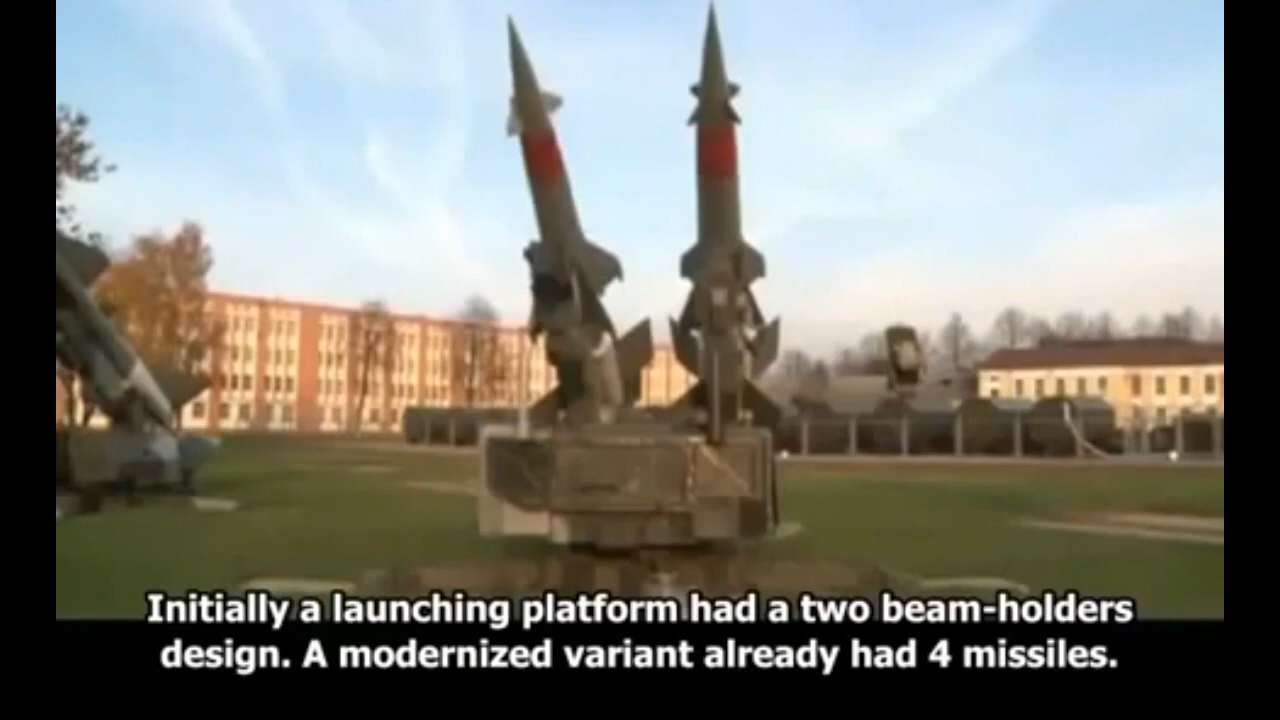 Initially a launching platform had a two beam-holders
design. A modernized variant already had 4 missiles.